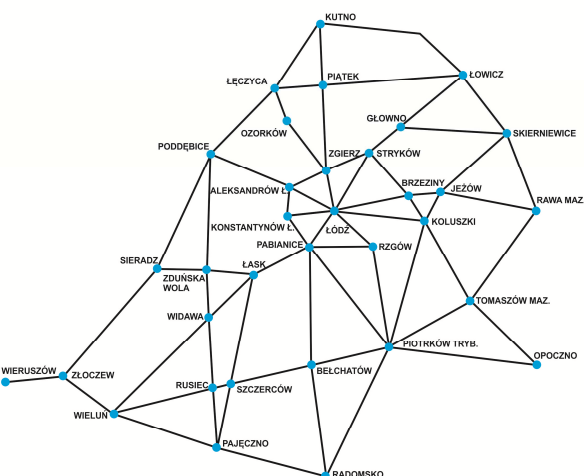 KUTNO
ŁĘCZYCA
PIĄTEK
ŁOWICZ
OZORKÓW
GŁOWNO
SKIERNIEWICE
PODDĘBICE
ZGIERZ
STRYKÓW
ALEKSANDRÓW Ł.
BRZEZINY
JEŻÓW
RAWA MAZ.
KONSTANTYNÓW Ł.
ŁÓDŹ
KOLUSZKI
PABIANICE
RZGÓW
SIERADZ
ŁASK
ZDUŃSKA
WOLA
TOMASZÓW MAZ.
WIDAWA
PIOTRKÓW TRYB.
OPOCZNO
WIERUSZÓW
ZŁOCZEW
BEŁCHATÓW
RUSIEC
SZCZERCÓW
WIELUŃ
PAJĘCZNO
RADOMSKO